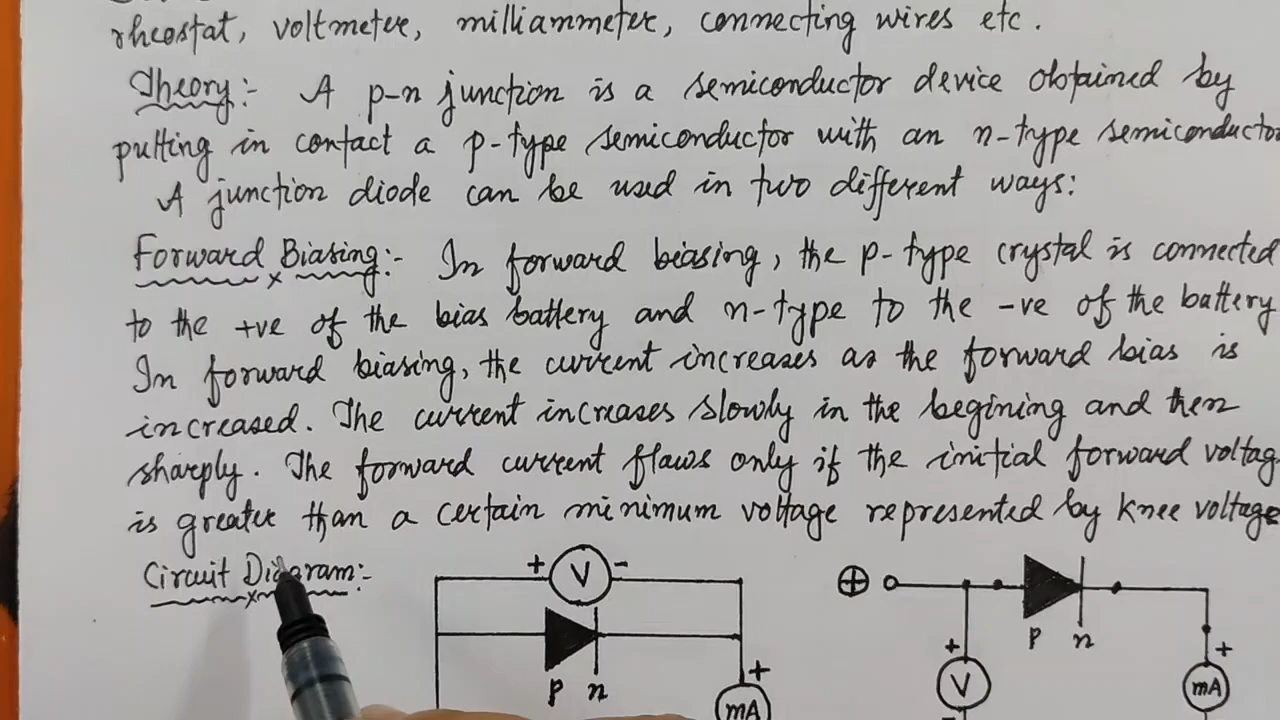 rheostat, voltmeter, milliammeter, connecting wires etc.
Theory:- A p-n junction is a semiconductor device obtained by
putting in contact a p-type semiconductor with an n-type semiconductor
A junction diode can be used in two different ways:
Forward Biasing:- In forward biasing, the p-type crystal is connected
to the +ve of the bias battery and n-type to the -ve of the battery
In forward biasing, the current increases as the forward bias is
increased. The current increases slowly in the begining and then
sharply. The forward current flaws only if the initial forward voltag
is greater than a certain minimum voltage represented by knee voltage
Circuit Diagram:-
+ V -
P n
+
mA
+ P n
+
V
-
+
mA